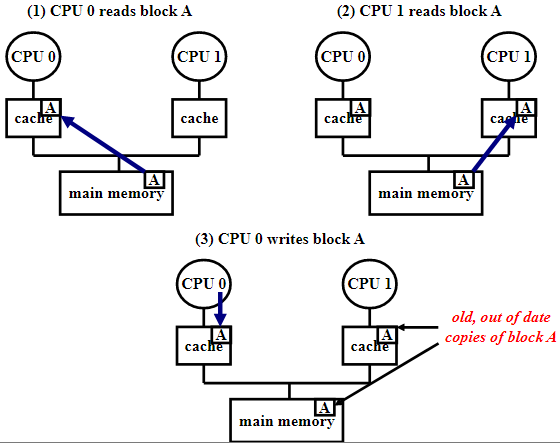 (1) CPU 0 reads block A
(2) CPU 1 reads block A
CPU 0
CPU 1
CPU 0
CPU 1
A
cache
cache
A
cache
A
cache
A
main memory
A
main memory
(3) CPU 0 writes block A
CPU 0
CPU 1
A
cache
A
cache
old, out of date
copies of block A
A
main memory